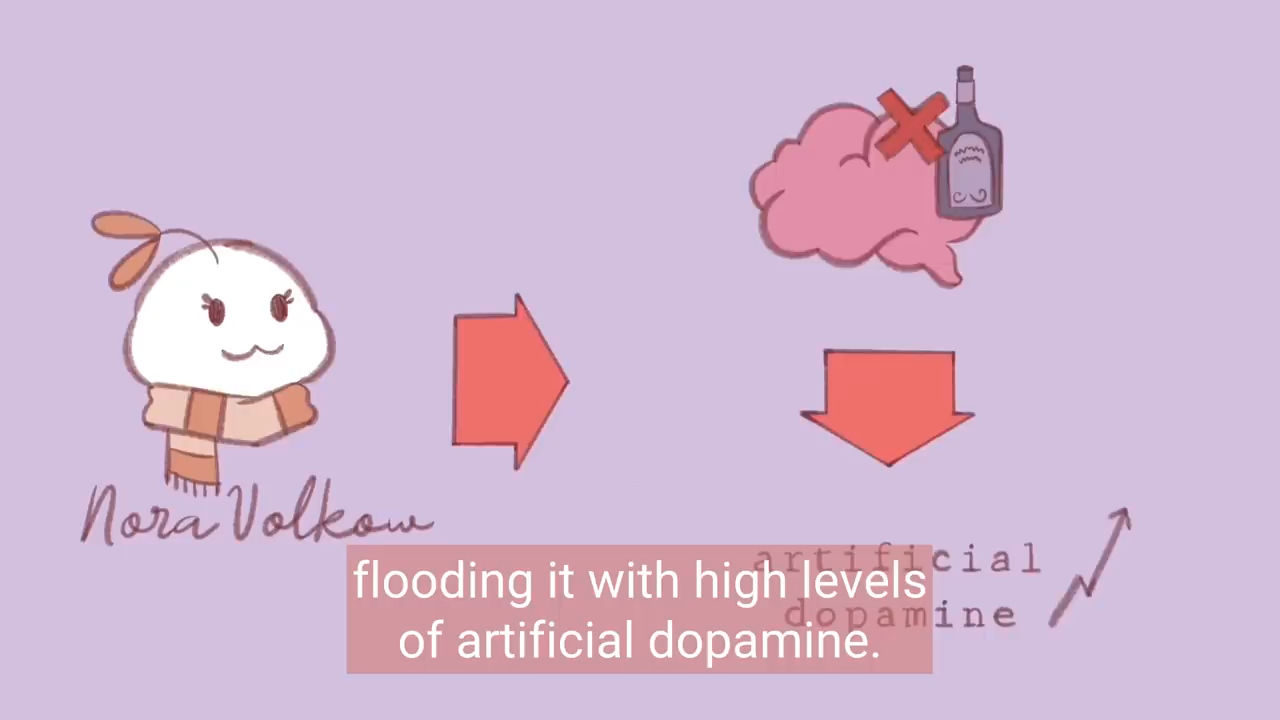 Nora Volkow
artificial
dopamine
flooding it with high levels
of artificial dopamine.